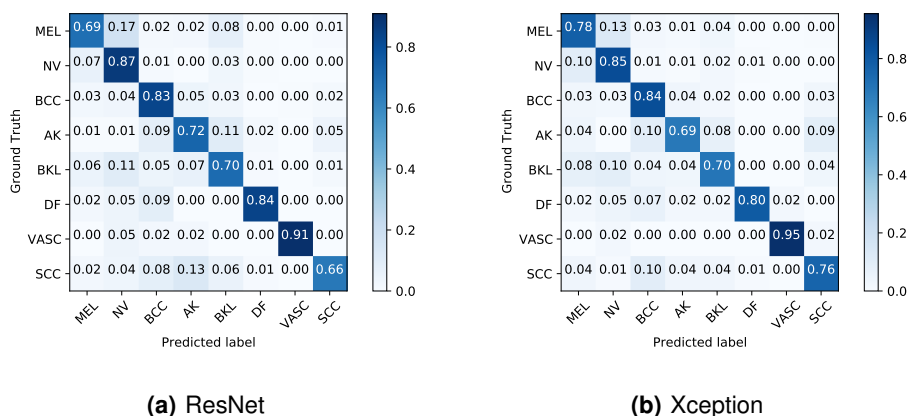 MEL 0.69 0.17 0.02 0.02 0.08 0.00 0.00 0.01
NV 0.07 0.87 0.01 0.00 0.03 0.00 0.00 0.00
BCC 0.03 0.04 0.83 0.05 0.03 0.00 0.00 0.02
AK 0.01 0.01 0.09 0.72 0.11 0.02 0.00 0.05
BKL 0.06 0.11 0.05 0.07 0.70 0.01 0.00 0.01
DF 0.02 0.05 0.09 0.00 0.00 0.84 0.00 0.00
VASC 0.00 0.05 0.02 0.02 0.00 0.00 0.91 0.00
SCC 0.02 0.04 0.08 0.13 0.06 0.01 0.00 0.66
MEL NV BCC AK BKL DF VASC SCC
Ground Truth
Predicted label
0.8
0.6
0.4
0.2
0.0
(a) ResNet
MEL 0.78 0.13 0.03 0.01 0.04 0.00 0.00 0.01
NV 0.10 0.85 0.01 0.01 0.02 0.01 0.00 0.00
BCC 0.03 0.03 0.84 0.04 0.02 0.00 0.00 0.03
AK 0.04 0.00 0.10 0.69 0.08 0.00 0.00 0.09
BKL 0.08 0.10 0.04 0.04 0.70 0.00 0.00 0.04
DF 0.02 0.05 0.07 0.00 0.02 0.80 0.02 0.02
VASC 0.00 0.02 0.00 0.00 0.00 0.00 0.95 0.02
SCC 0.04 0.01 0.10 0.04 0.04 0.01 0.00 0.76
MEL NV BCC AK BKL DF VASC SCC
Ground Truth
Predicted label
0.8
0.6
0.4
0.2
0.0
(b) Xception